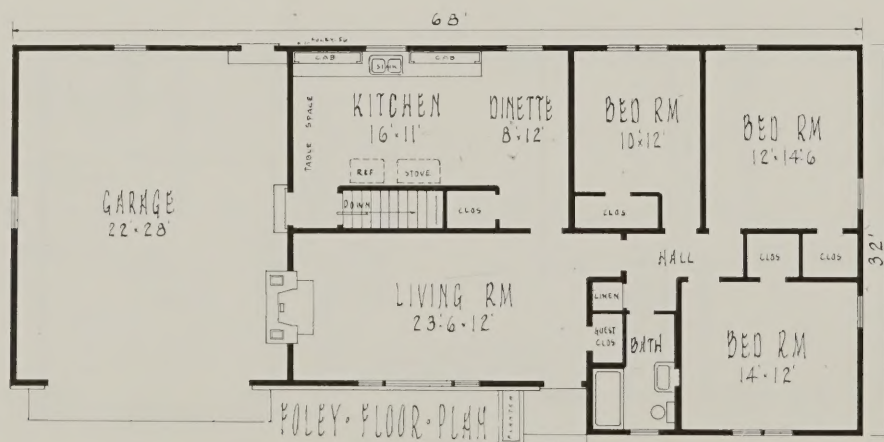 68'
CAB
SINK
CAB
KITCHEN
16'×11'
DINETTE
8'×12'
BED RM
10'×12'
BED RM
12'×14'6
TABLE SPACE
REF
STOVE
GARAGE
22'×28'
DOWN
CLOS
CLOS
HALL
CLOS
CLOS
32'
LIVING RM
23'6×12'
LINEN
GUEST
CLOS
BATH
BED RM
14'×12'
PLANTER
FOLEY·FLOOR·PLAN